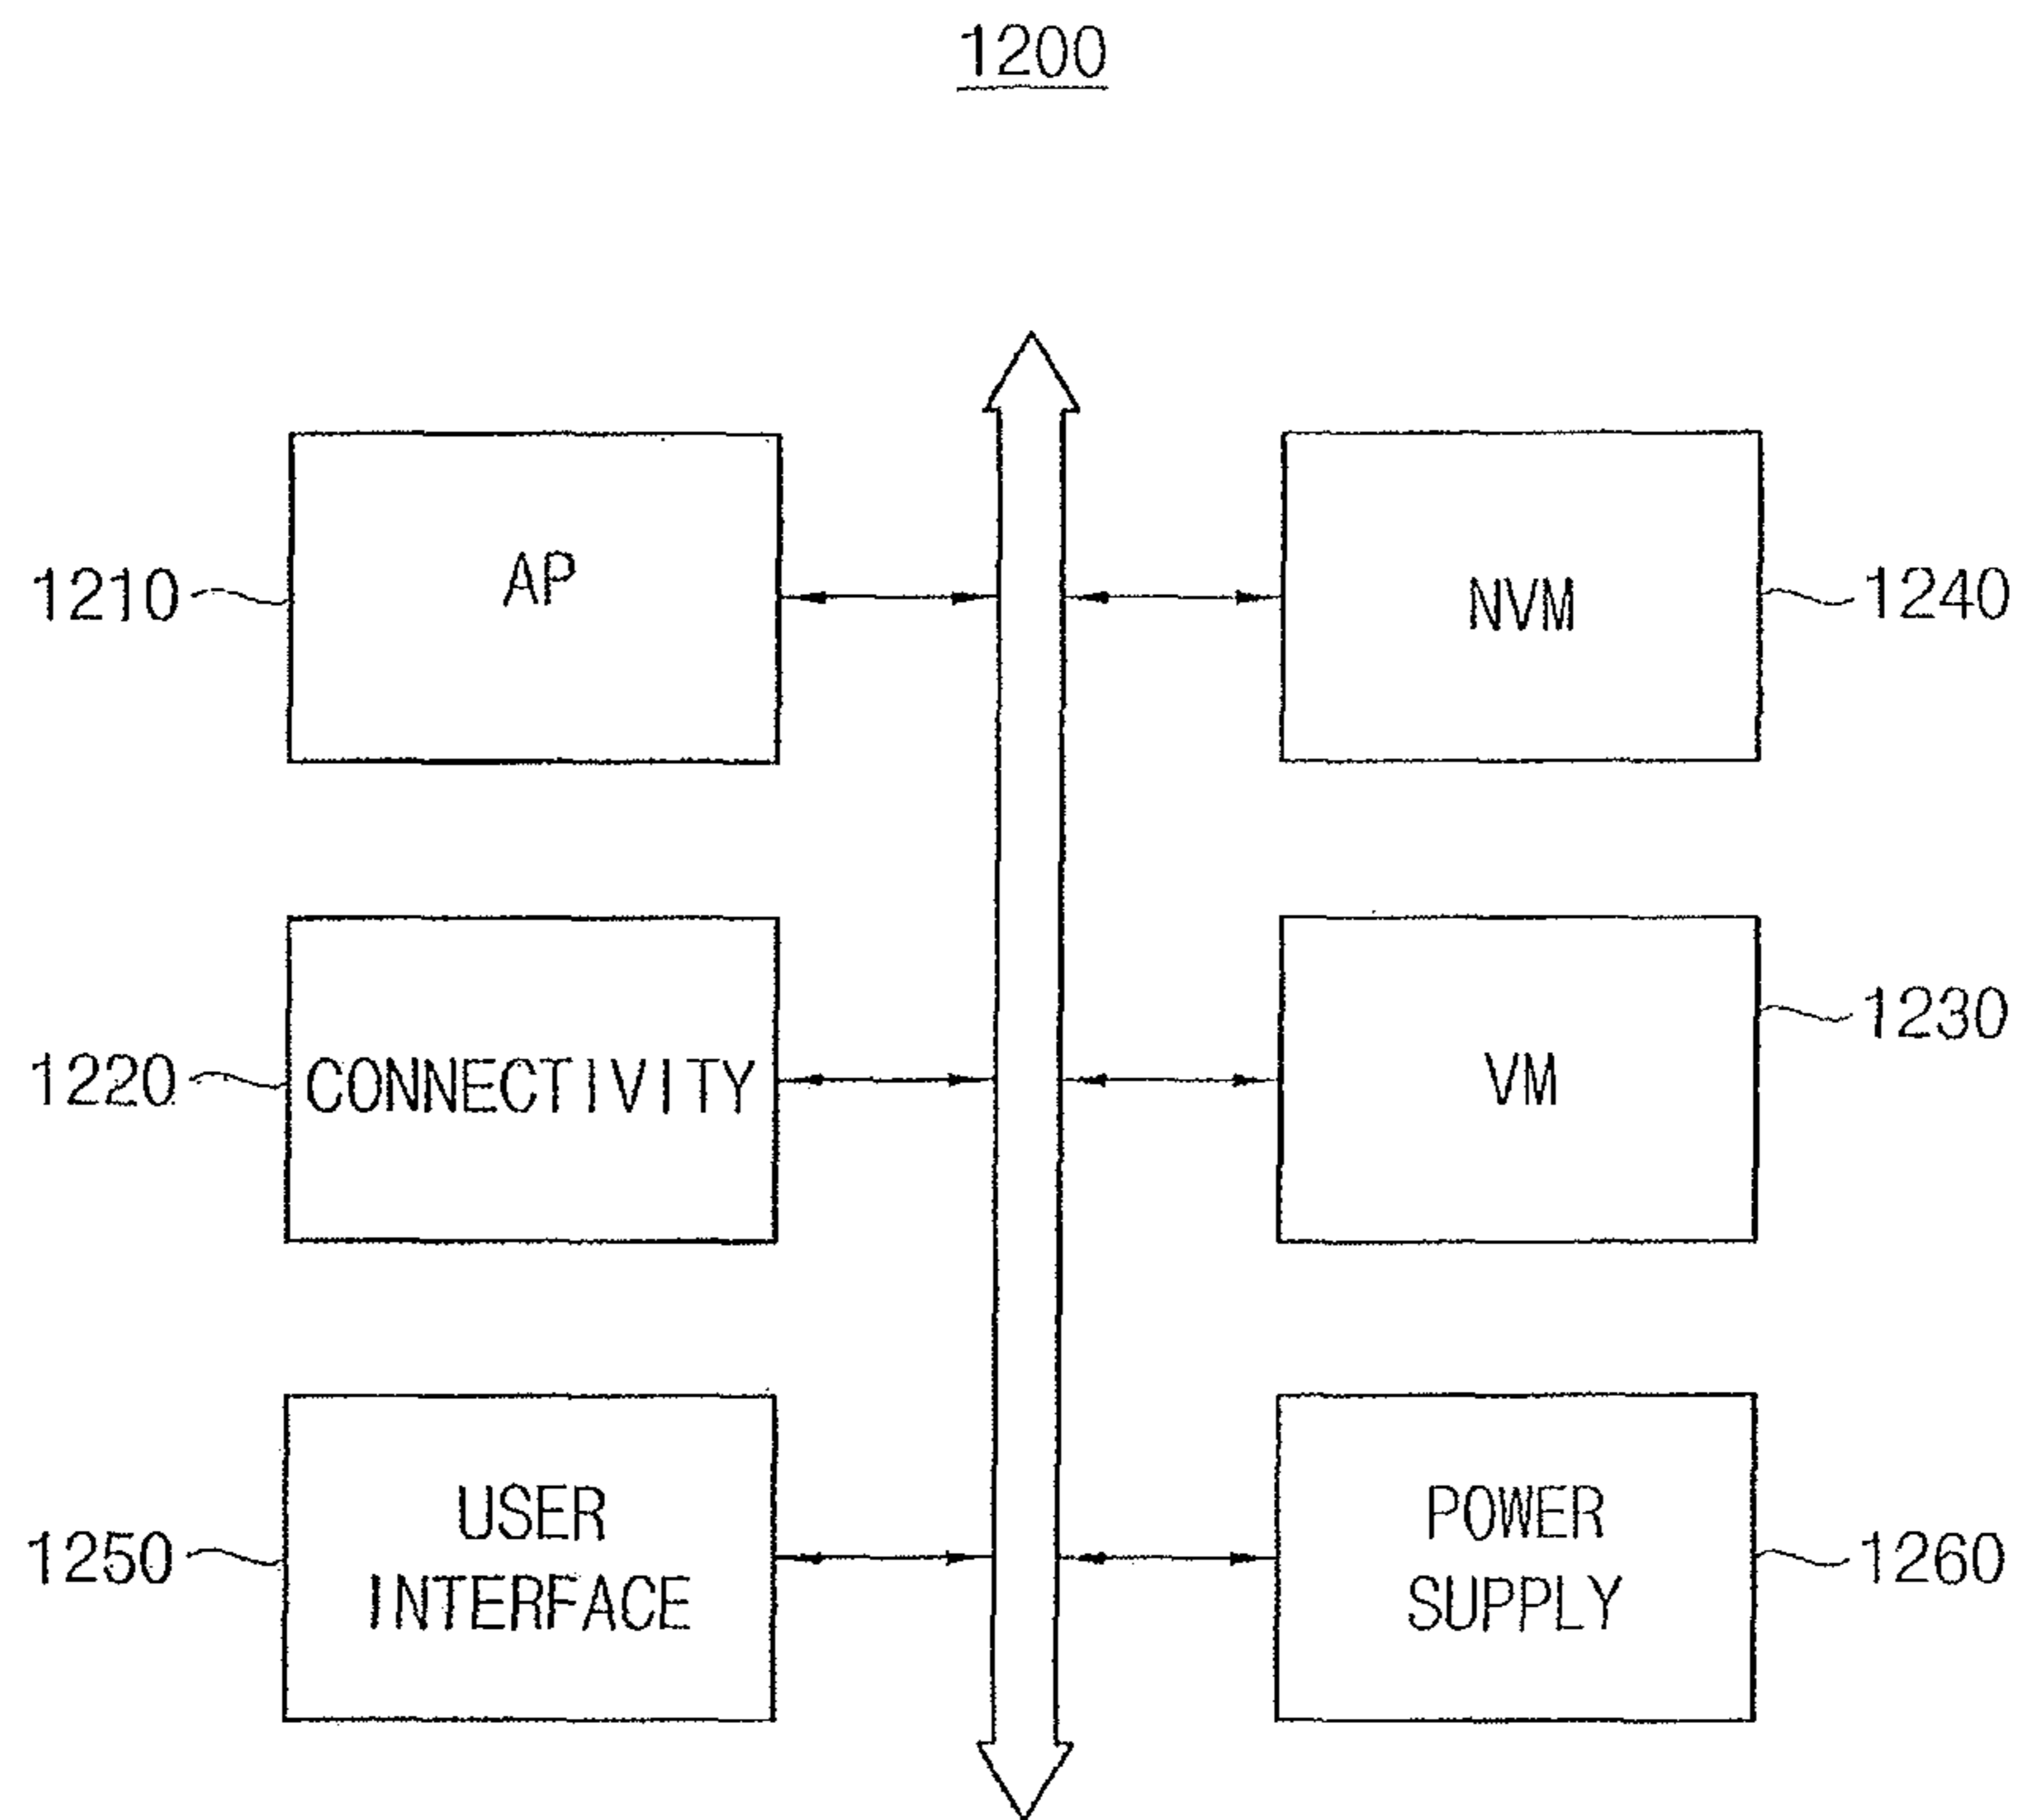 1200
1210
AP
NVM
1240
1220
CONNECTIVITY
VM
1230
1250
USER
INTERFACE
POWER
SUPPLY
1260